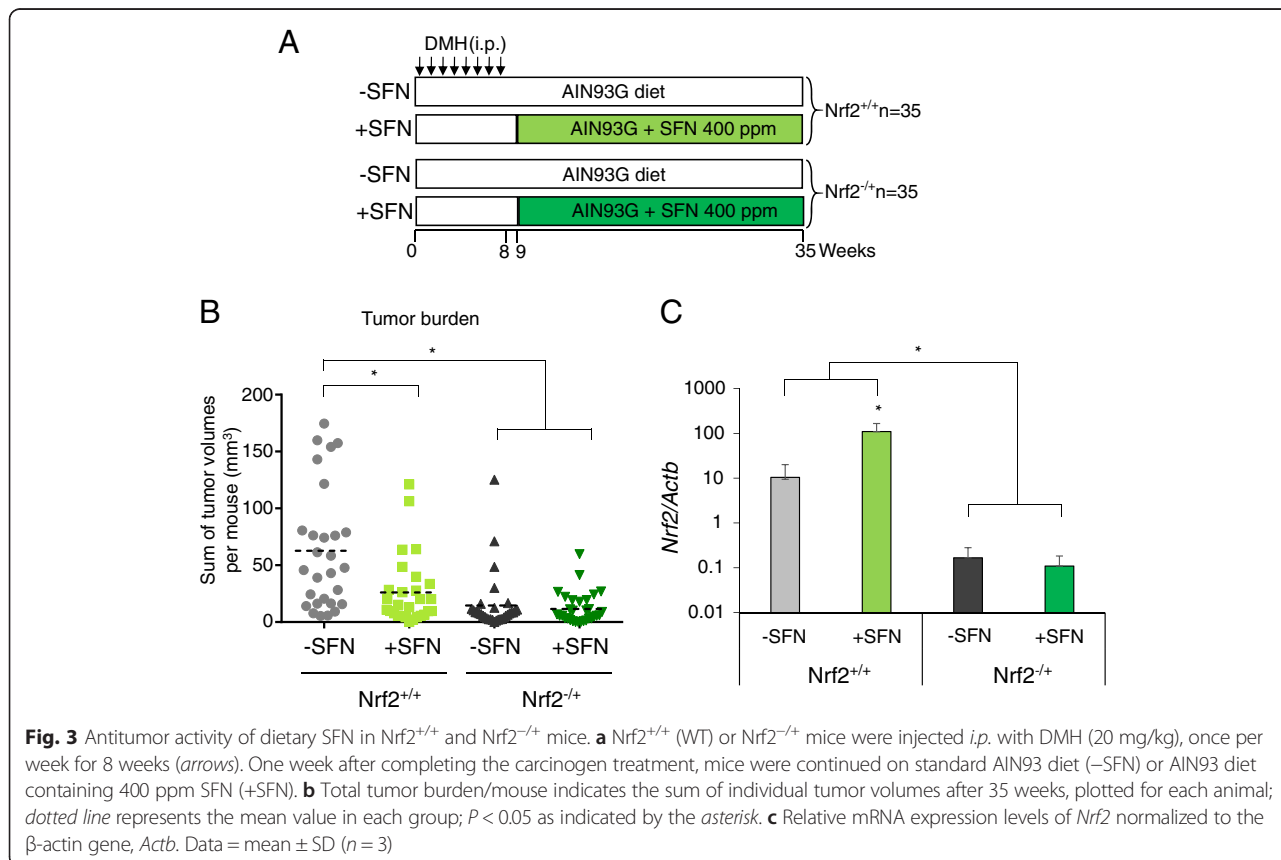 A
DMH(i.p.)
-SFN AIN93G diet
+SFN AIN93G + SFN 400 ppm
Nrf2+/+n=35
-SFN AIN93G diet
+SFN AIN93G + SFN 400 ppm
Nrf2-/+n=35
0 8 9 35 Weeks
B
Tumor burden
*
*
Sum of tumor volumes
per mouse (mm³)
200
150
100
50
0
-SFN +SFN -SFN +SFN
Nrf2+/+ Nrf2-/+
C
*
*
Nrf2/Actb
1000
100
10
1
0.1
0.01
-SFN +SFN -SFN +SFN
Nrf2+/+ Nrf2-/+
Fig. 3 Antitumor activity of dietary SFN in Nrf2+/+ and Nrf2−/+ mice. a Nrf2+/+ (WT) or Nrf2−/+ mice were injected i.p. with DMH (20 mg/kg), once per
week for 8 weeks (arrows). One week after completing the carcinogen treatment, mice were continued on standard AIN93 diet (−SFN) or AIN93 diet
containing 400 ppm SFN (+SFN). b Total tumor burden/mouse indicates the sum of individual tumor volumes after 35 weeks, plotted for each animal;
dotted line represents the mean value in each group; P < 0.05 as indicated by the asterisk. c Relative mRNA expression levels of Nrf2 normalized to the
β-actin gene, Actb. Data = mean ± SD (n = 3)